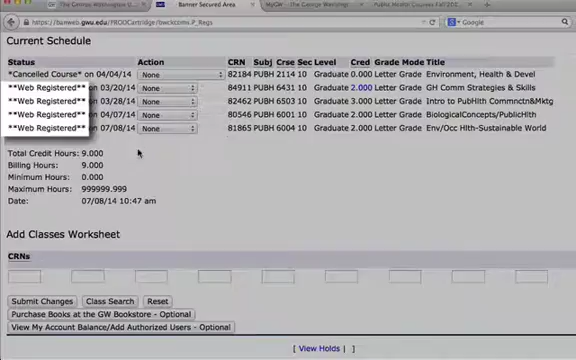 Banner Secured Area
https://banweb.gwu.edu/PRODCartridge/bwckcoms.P_Regs
Google
Current Schedule
Status Action CRN Subj Crse Sec Level Cred Grade Mode Title
*Cancelled Course* on 04/04/14 None 82184 PUBH 2114 10 Graduate 0.000 Letter Grade Environment, Health & Devel
**Web Registered** on 03/20/14 None 84911 PUBH 6431 10 Graduate 2.000 Letter Grade GH Comm Strategies & Skills
**Web Registered** on 03/28/14 None 82462 PUBH 6503 10 Graduate 3.000 Letter Grade Intro to PubHlth Commnctn&Mktg
**Web Registered** on 04/07/14 None 80546 PUBH 6001 10 Graduate 2.000 Letter Grade BiologicalConcepts/PublicHlth
**Web Registered** on 07/08/14 None 81865 PUBH 6004 10 Graduate 2.000 Letter Grade Env/Occ Hlth-Sustainable World
Total Credit Hours: 9.000
Billing Hours: 9.000
Minimum Hours: 0.000
Maximum Hours: 999999.999
Date: 07/08/14 10:47 am
Add Classes Worksheet
CRNs
Submit Changes Class Search Reset
Purchase Books at the GW Bookstore - Optional
View My Account Balance/Add Authorized Users - Optional
[ View Holds | ]